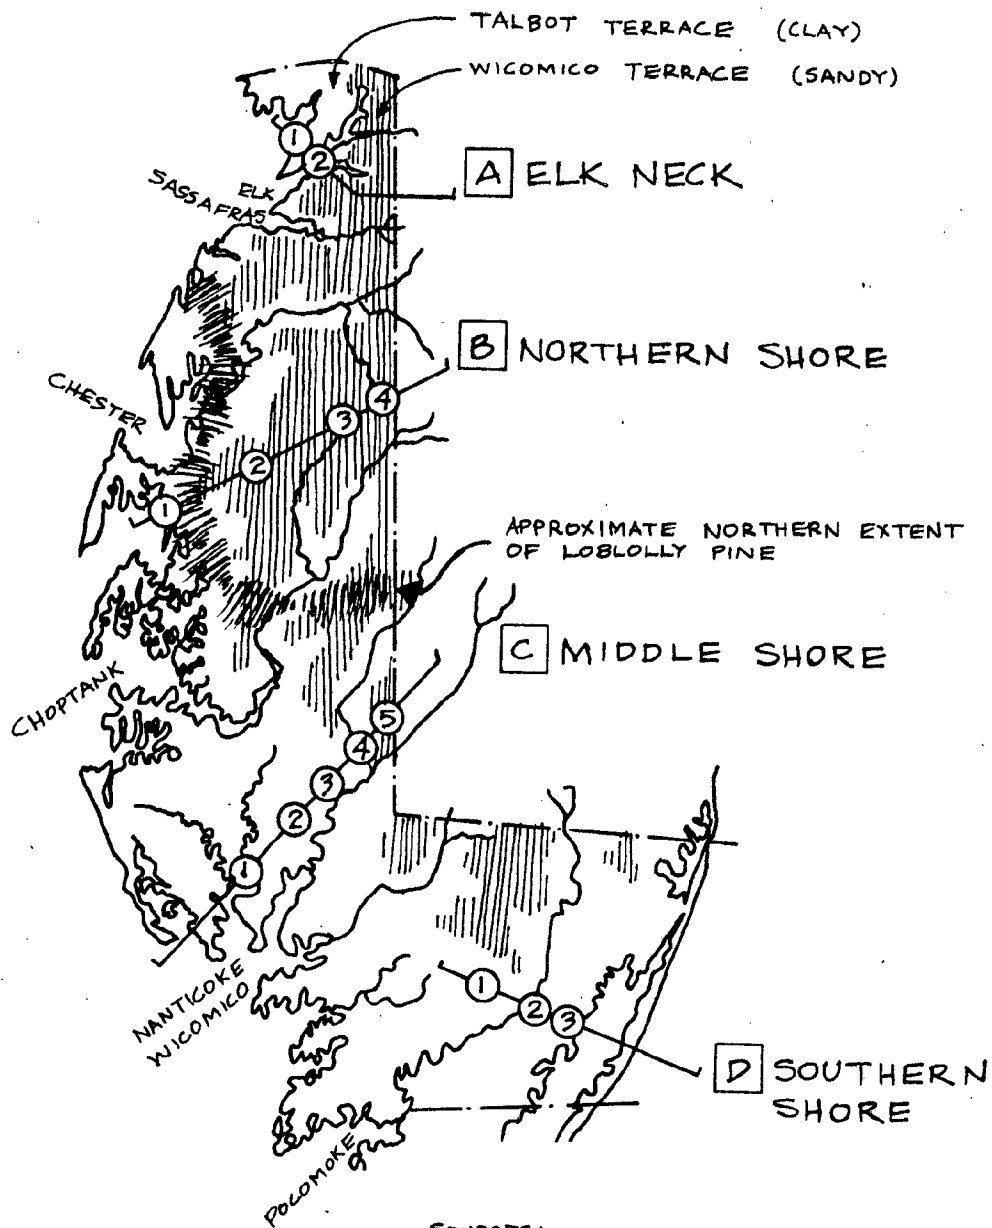 TALBOT TERRACE (CLAY)
WICOMICO TERRACE (SANDY)
1
2
A ELK NECK
ELK
SASSAFRAS
B NORTHERN SHORE
4
3
CHESTER
2
1
APPROXIMATE NORTHERN EXTENT
OF LOBLOLLY PINE
C MIDDLE SHORE
CHOPTANK
5
4
3
2
1
NANTICOKE
WICOMICO
1
2
3
D SOUTHERN
SHORE
POCOMOKE